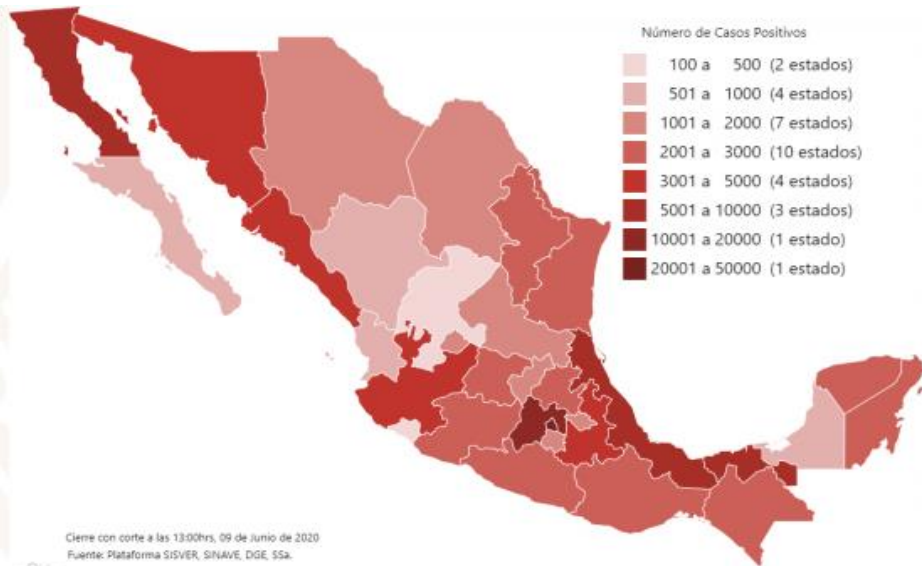 Número de Casos Positivos
100 a 500 (2 estados)
501 a 1000 (4 estados)
1001 a 2000 (7 estados)
2001 a 3000 (10 estados)
3001 a 5000 (4 estados)
5001 a 10000 (3 estados)
10001 a 20000 (1 estado)
20001 a 50000 (1 estado)
Cierre con corte a las 13:00hrs, 09 de Junio de 2020
Fuente: Plataforma SISVER, SINAVE, DGE, SSa.